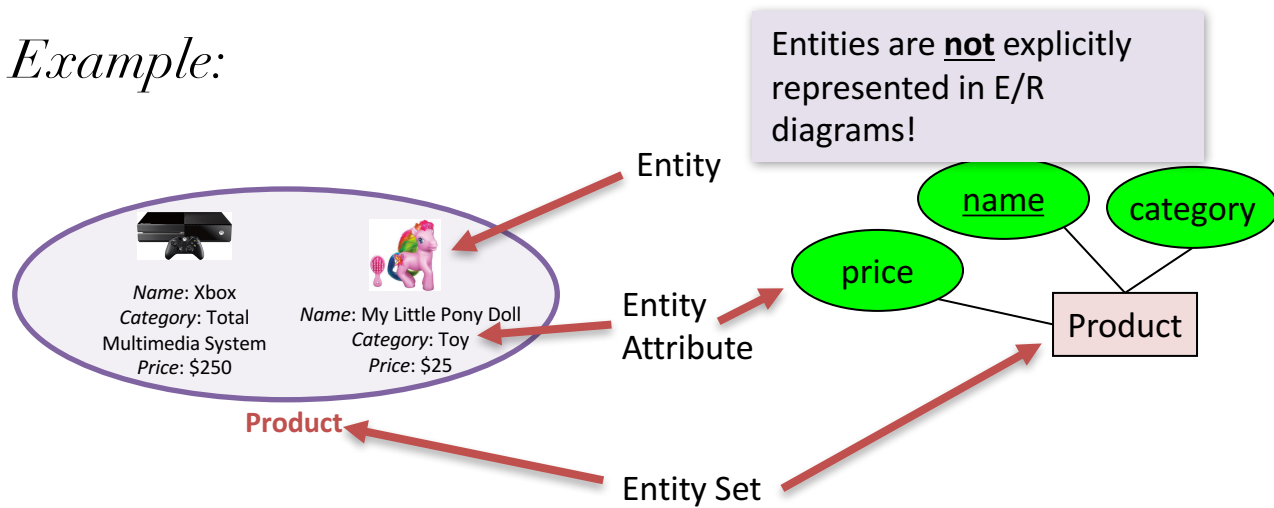 Example:
Entities are not explicitly
represented in E/R
diagrams!
Entity
name
category
price
Name: Xbox
Category: Total
Multimedia System
Price: $250
Name: My Little Pony Doll
Category: Toy
Price: $25
Entity
Attribute
Product
Product
Entity Set